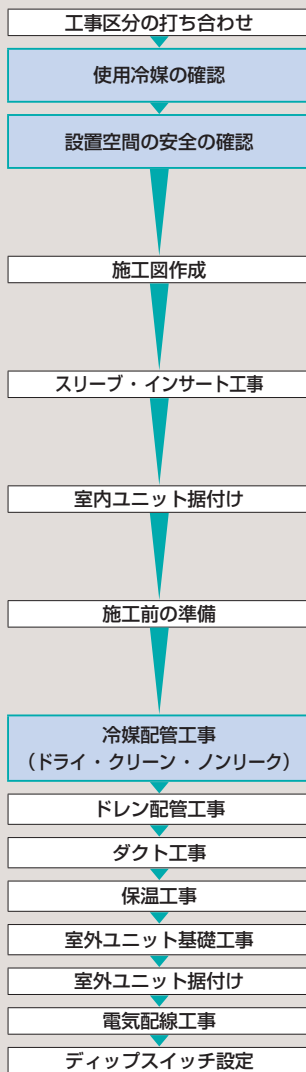 工事区分の打ち合わせ
使用冷媒の確認
設置空間の安全の確認
施工図作成
スリーブ・インサート工事
室内ユニット据付け
施工前の準備
冷媒配管工事
（ドライ・クリーン・ノンリーク）
ドレン配管工事
ダクト工事
保温工事
室外ユニット基礎工事
室外ユニット据付け
電気配線工事
ディップスイッチ設定